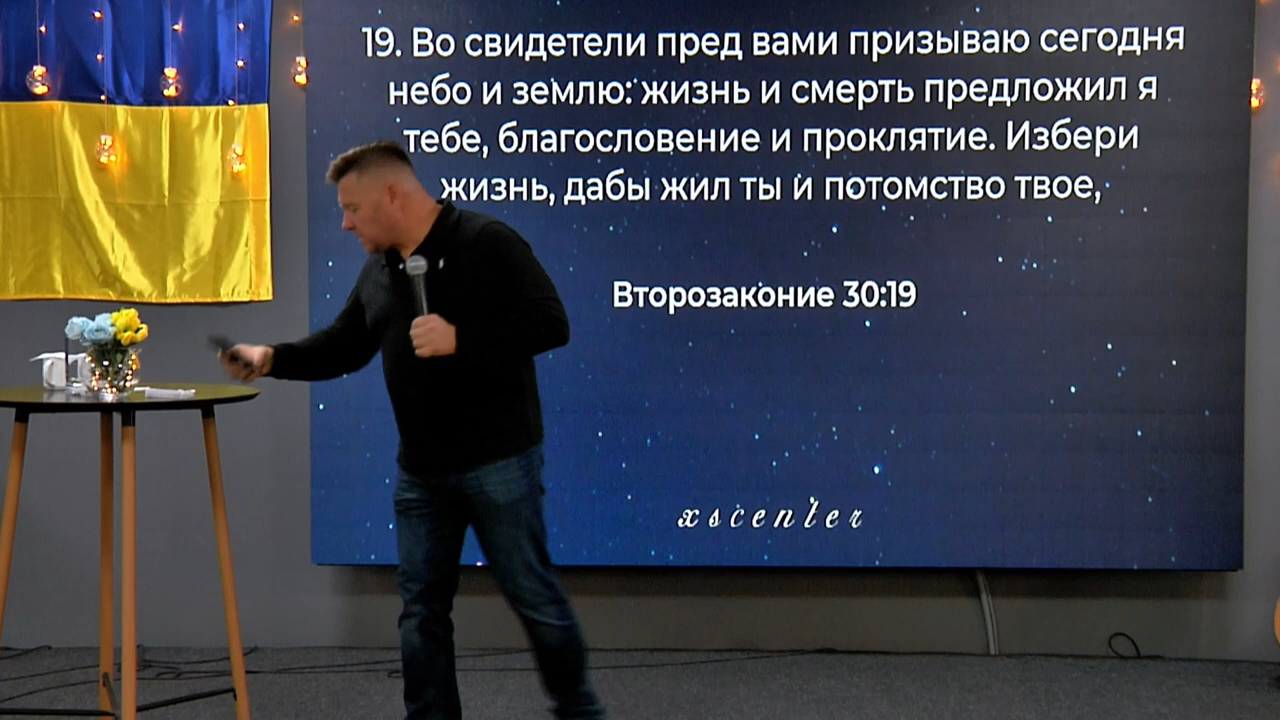 19. Во свидетели пред вами призываю сегодня
небо и землю: жизнь и смерть предложил я
тебе, благословение и проклятие. Избери
жизнь, дабы жил ты и потомство твое,
Второзаконие 30:19
xscenter